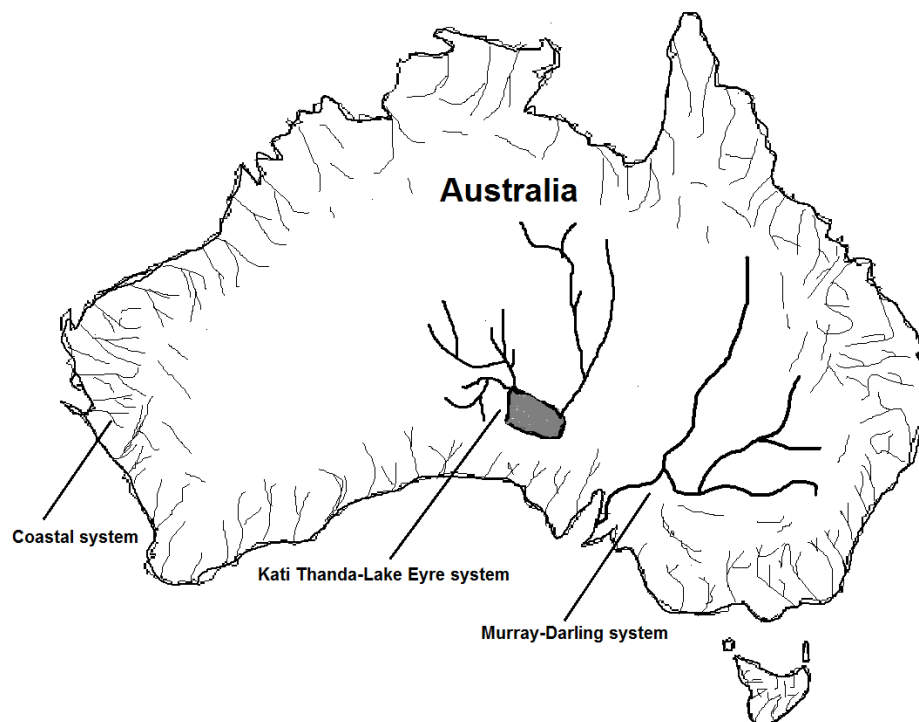 Australia
Coastal system
Kati Thanda-Lake Eyre system
Murray-Darling system